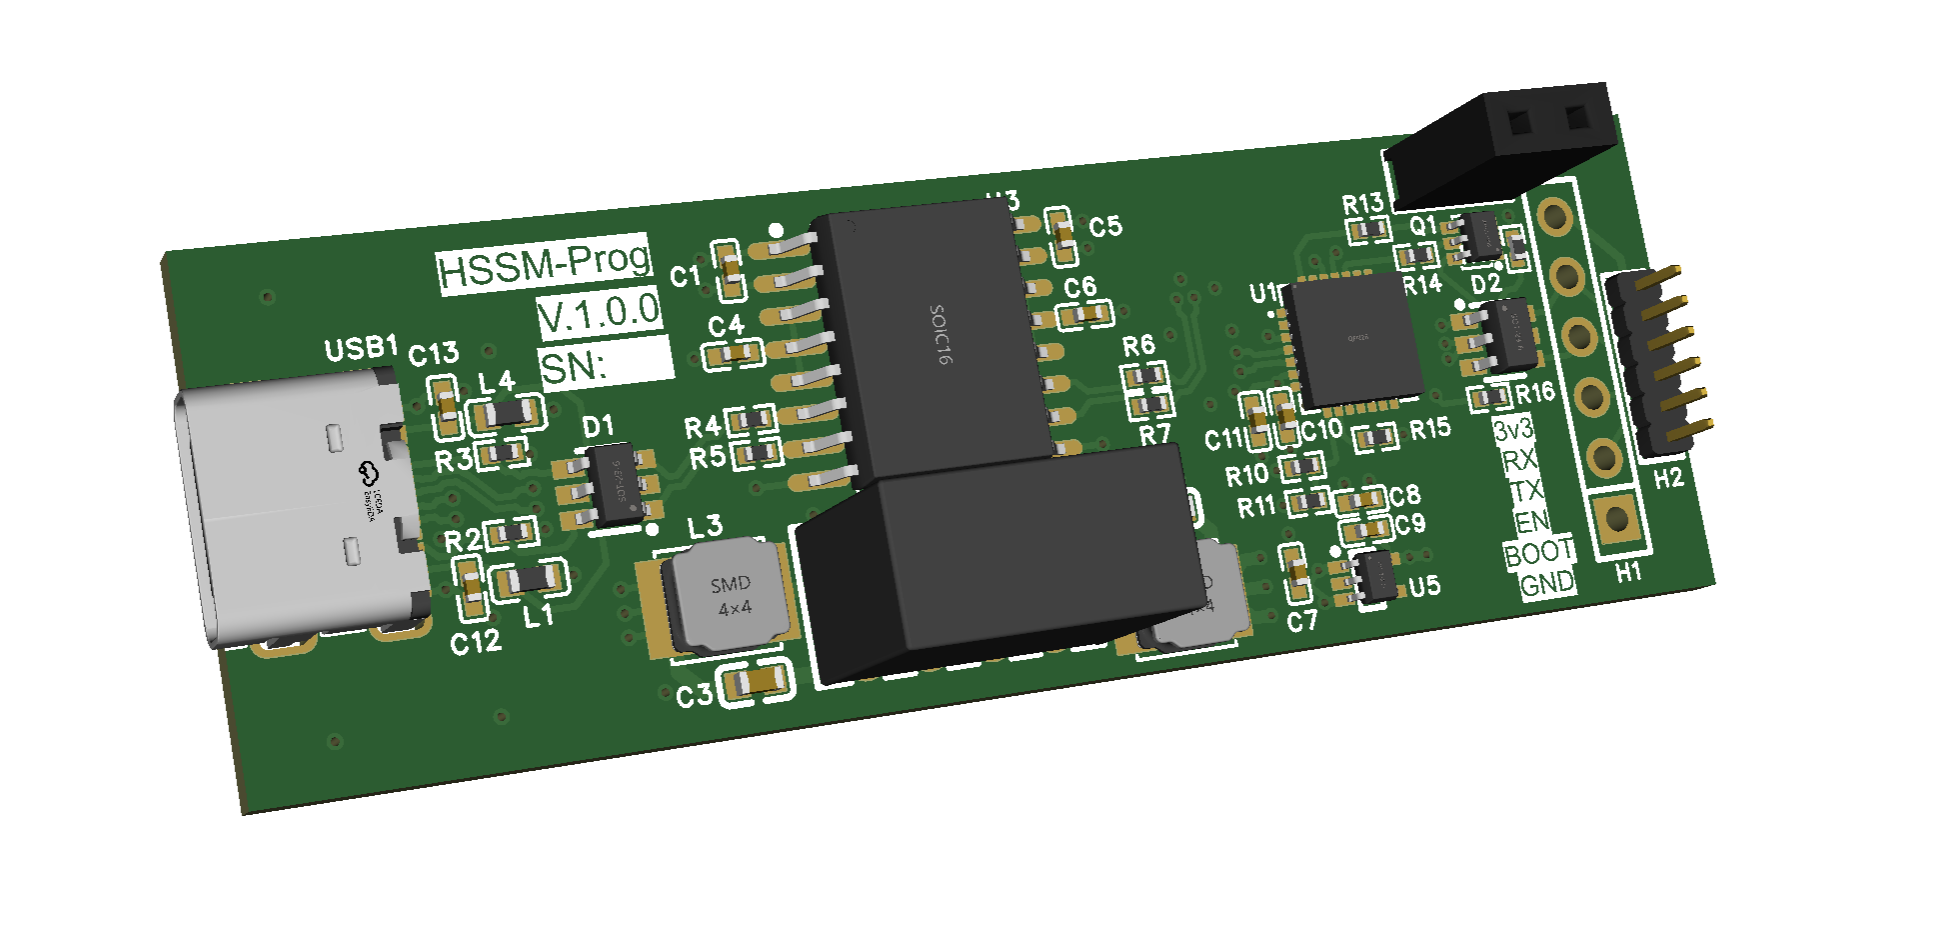 HSSM-Prog
V.1.0.0
SN:
USB1
C13
L4
R3
D1
R2
C12
L1
L3
C3
C1
C4
R4
R5
SOIC16
C5
C6
R6
R7
SMD
4×4
U1
R13
Q1
R14
D2
R16
C11
C10
R15
R10
R11
C8
C9
C7
U5
3v3
RX
TX
EN
BOOT
GND
H1
H2